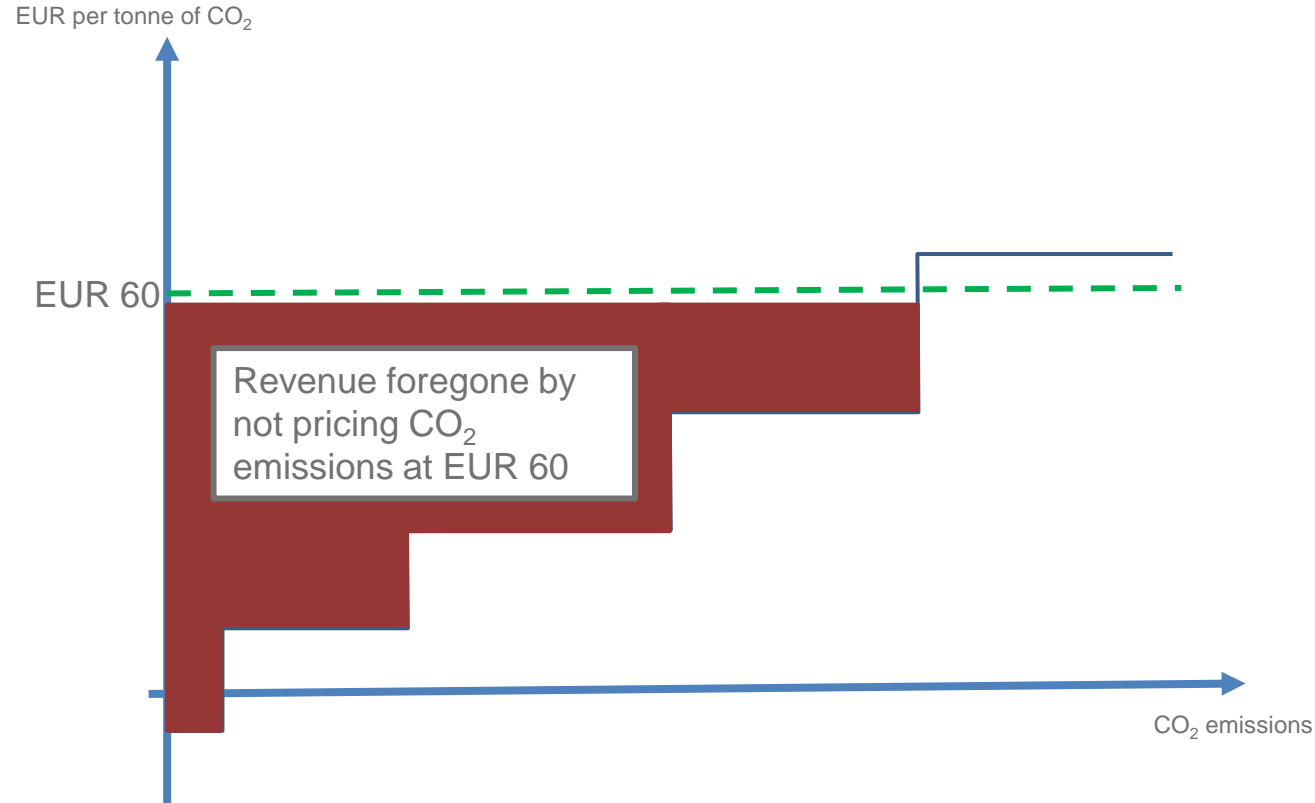 EUR per tonne of CO₂
EUR 60
Revenue foregone by
not pricing CO₂
emissions at EUR 60
CO₂ emissions